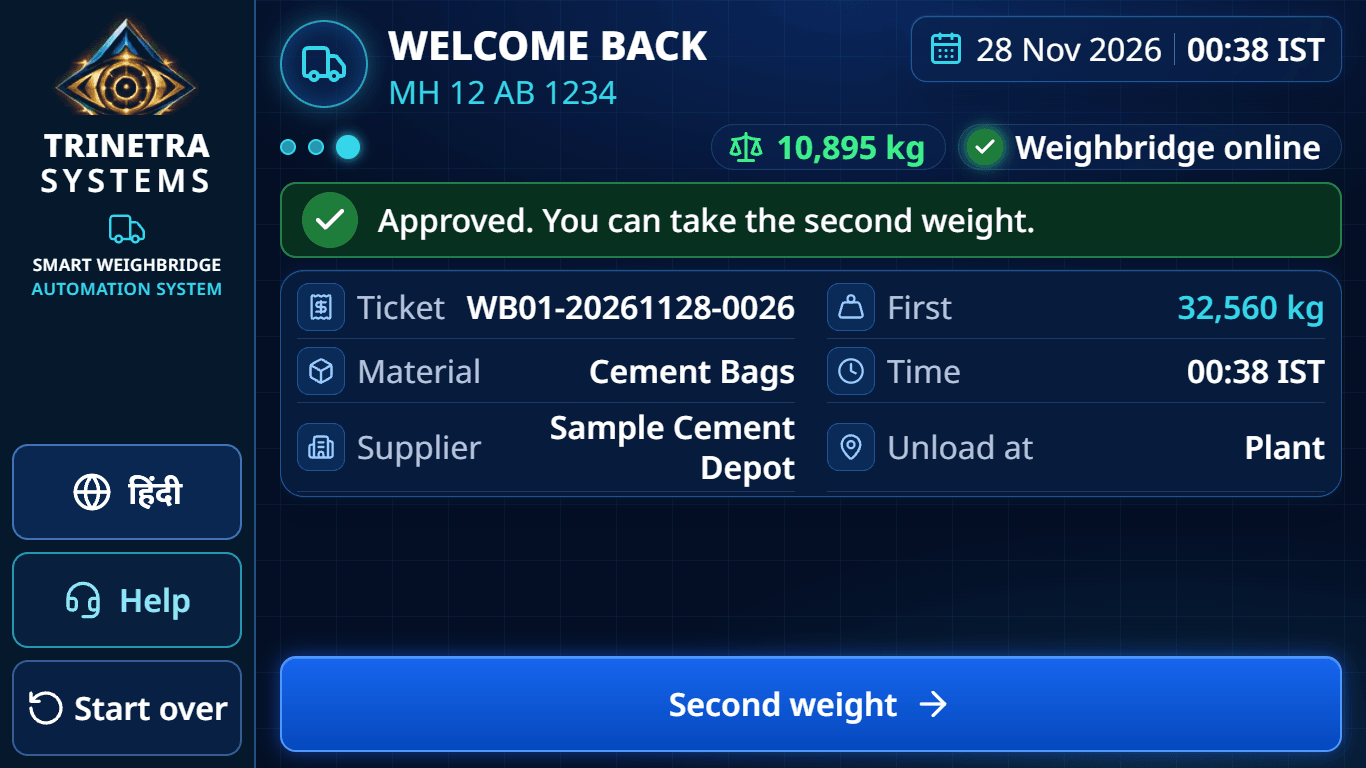 TRINETRA
SYSTEMS
SMART WEIGHBRIDGE
AUTOMATION SYSTEM
हिंदी
Help
Start over
WELCOME BACK
MH 12 AB 1234
28 Nov 2026 00:38 IST
10,895 kg
Weighbridge online
Approved. You can take the second weight.
Ticket WB01-20261128-0026
First 32,560 kg
Material Cement Bags
Time 00:38 IST
Supplier Sample Cement
Depot
Unload at Plant
Second weight →